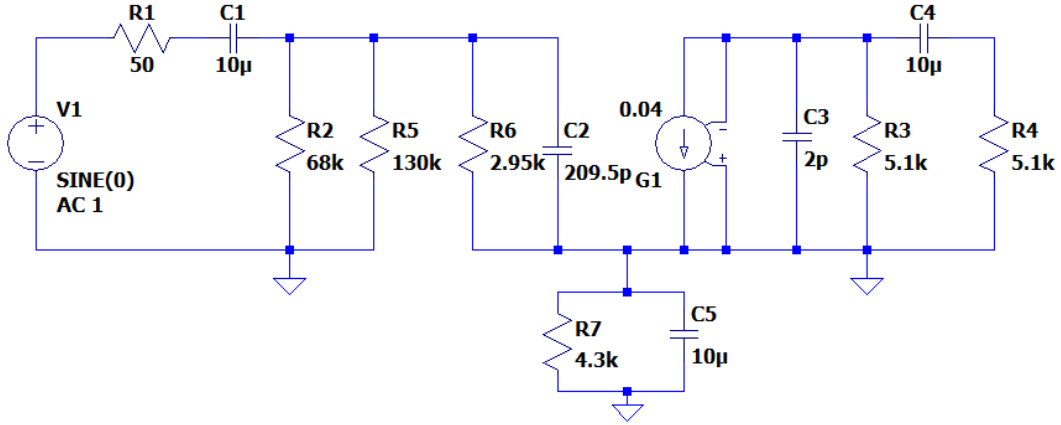 R1
50
C1
10µ
V1
SINE(0)
AC 1
R2
68k
R5
130k
R6
2.95k
C2
209.5p
0.04
G1
C3
2p
R3
5.1k
C4
10µ
R4
5.1k
R7
4.3k
C5
10µ